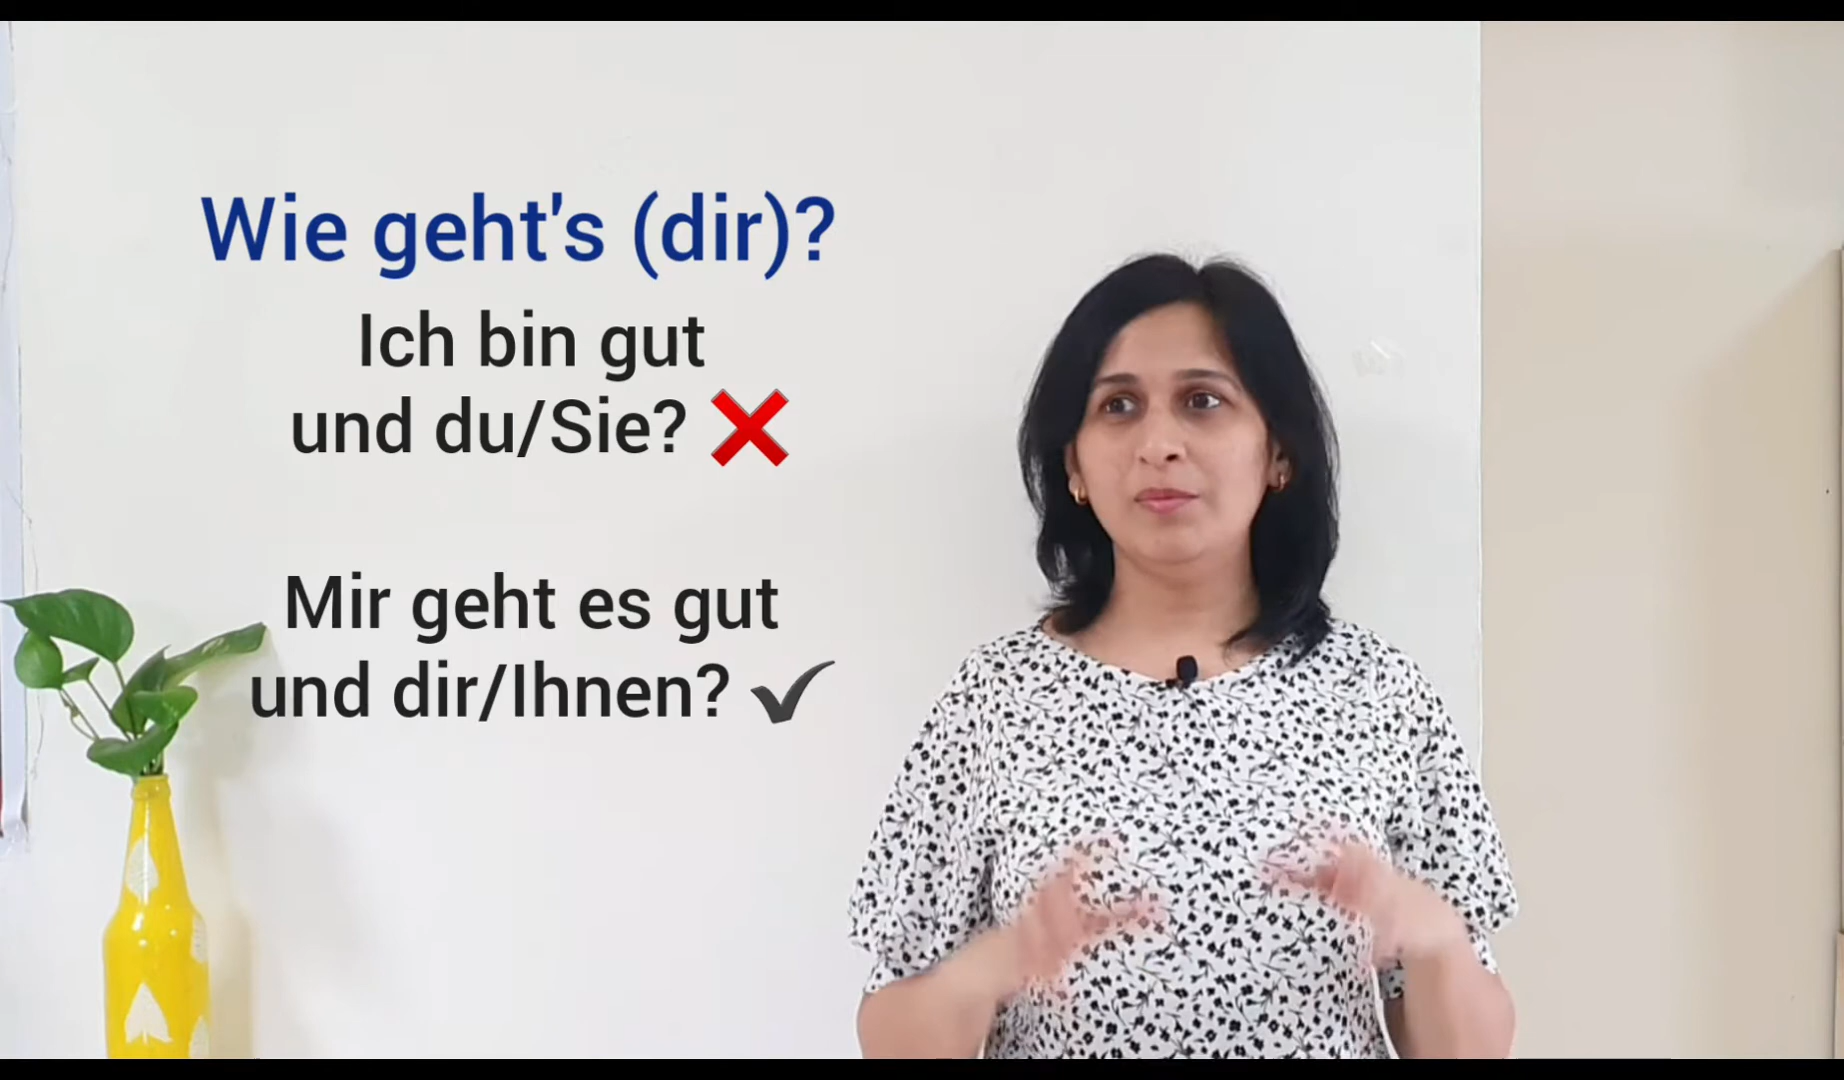 Wie geht's (dir)?
Ich bin gut
und du/Sie? ❌
Mir geht es gut
und dir/Ihnen? ✔